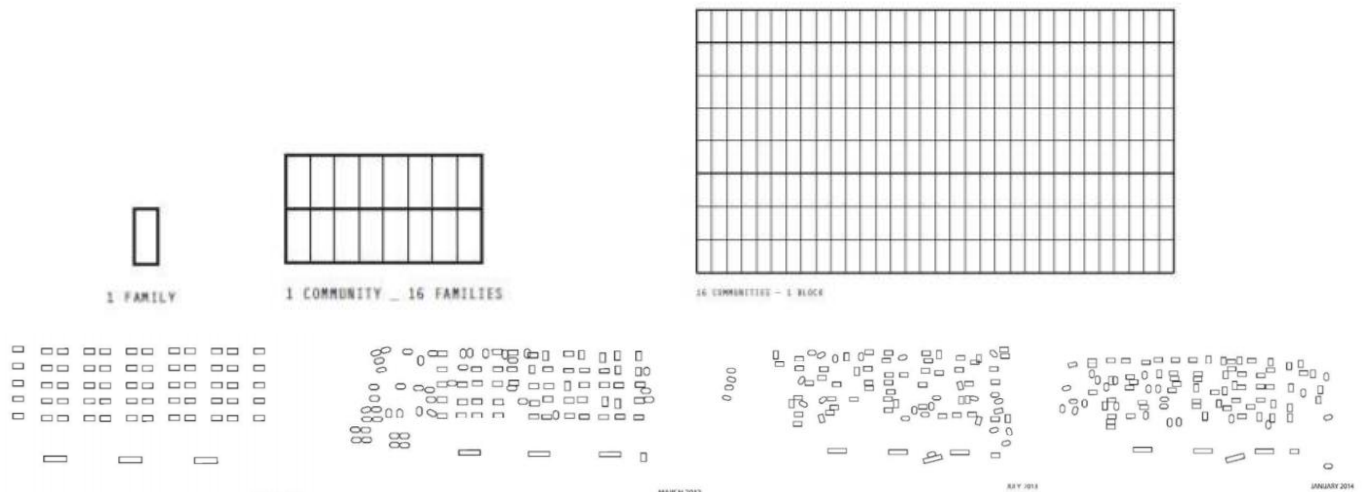 1 FAMILY
1 COMMUNITY _ 16 FAMILIES
16 COMMUNITIES – 1 BLOCK
JULY 2013
JANUARY 2014